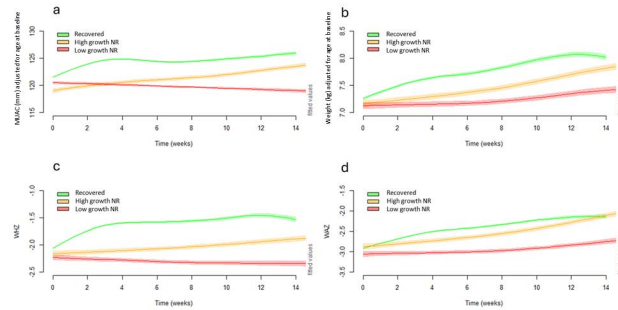 a
MUAC (mm) adjusted for age at baseline
130
125
120
115
Recovered
High growth NR
Low growth NR
0 2 4 6 8 10 12 14
Time (weeks)
fitted values
b
Weight (kg) adjusted for age at baseline
8.5
8.0
7.5
7.0
Recovered
High growth NR
Low growth NR
0 2 4 6 8 10 12 14
Time (weeks)
c
WHZ
-1.0
-1.5
-2.0
-2.5
Recovered
High growth NR
Low growth NR
0 2 4 6 8 10 12 14
Time (weeks)
fitted values
d
WAZ
-1.5
-2.0
-2.5
-3.0
-3.5
Recovered
High growth NR
Low growth NR
0 2 4 6 8 10 12 14
Time (weeks)